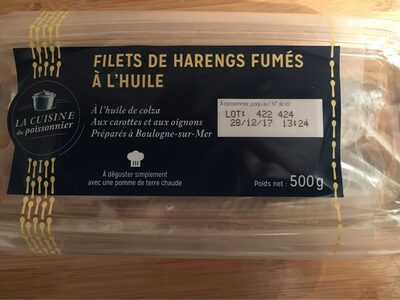 FILETS DE HARENGS FUMÉS
À L'HUILE
LA CUISINE
du poissonnier
À l'huile de colza
Aux carottes et aux oignons
Préparés à Boulogne-sur-Mer
À consommer jusqu'au / N° de lot :
LOT: 422 424
28/12/17 13:24
À déguster simplement
avec une pomme de terre chaude
Poids net : 500 g